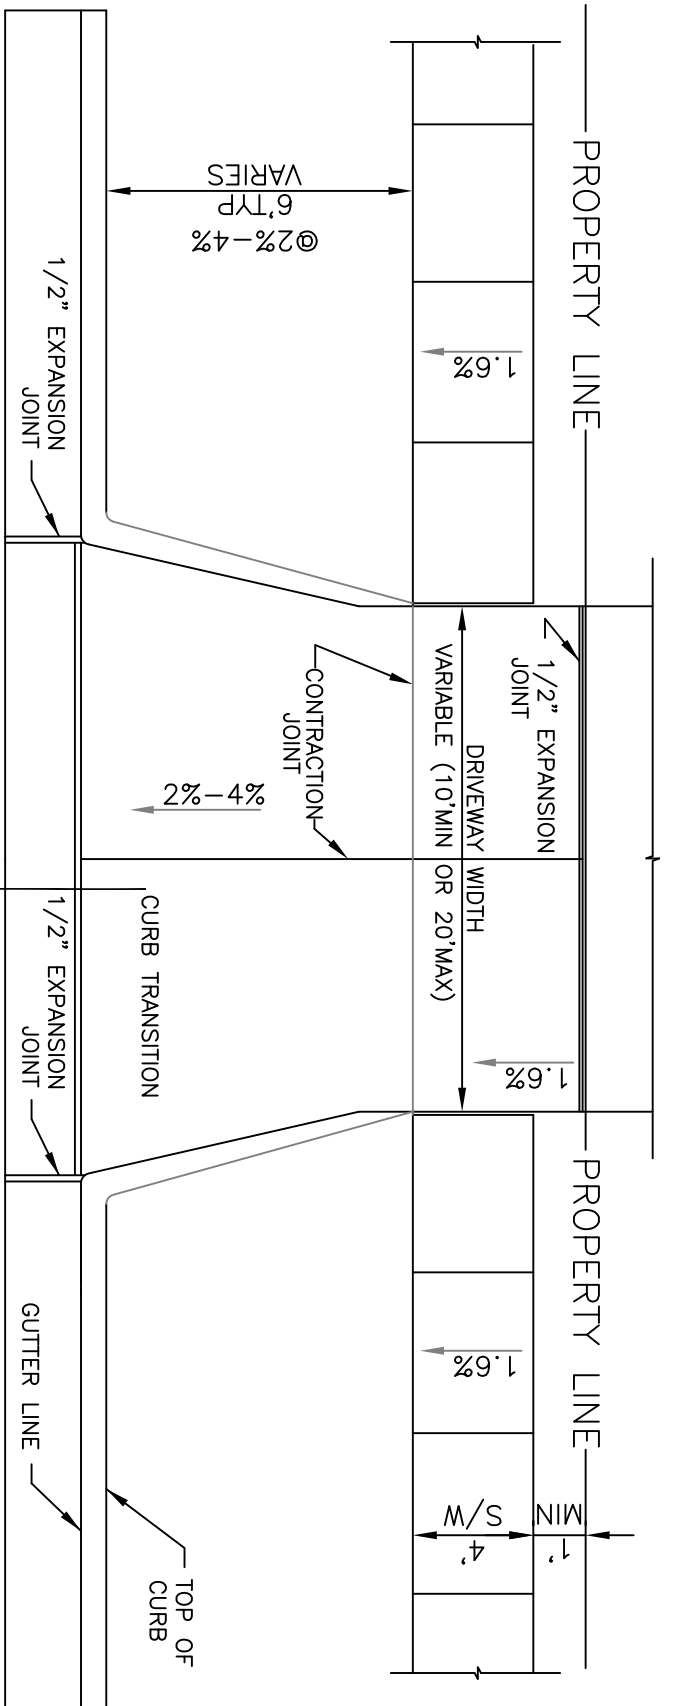 PROPERTY LINE
PROPERTY LINE
VARIES
6'TYP
@2%-4%
1.6%
1/2" EXPANSION
JOINT
1/2" EXPANSION
JOINT
DRIVEWAY WIDTH
VARIABLE (10'MIN OR 20'MAX)
CONTRACTION
JOINT
2%-4%
1.6%
CURB TRANSITION
1/2" EXPANSION
JOINT
1.6%
S/W
4'
MIN
1'
GUTTER LINE
TOP OF
CURB